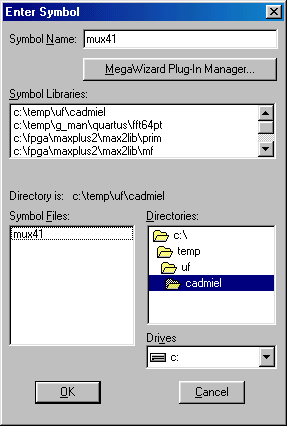 Enter Symbol
Symbol Name: mux41
MegaWizard Plug-In Manager...
Symbol Libraries:
c:\temp\uf\cadmiel
c:\temp\g_man\quartus\fft64pt
c:\fpga\maxplus2\max2lib\prim
c:\fpga\maxplus2\max2lib\mf
Directory is: c:\temp\uf\cadmiel
Symbol Files:
mux41
Directories:
c:\
temp
uf
cadmiel
Drives
c:
OK
Cancel